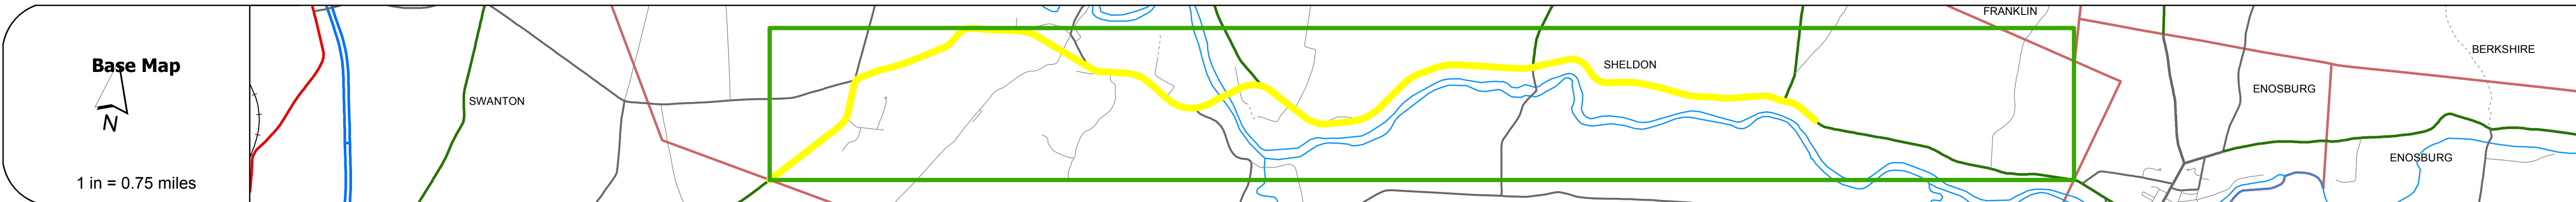 Base Map
N
1 in = 0.75 miles
SWANTON
SHELDON
FRANKLIN
ENOSBURG
BERKSHIRE
ENOSBURG